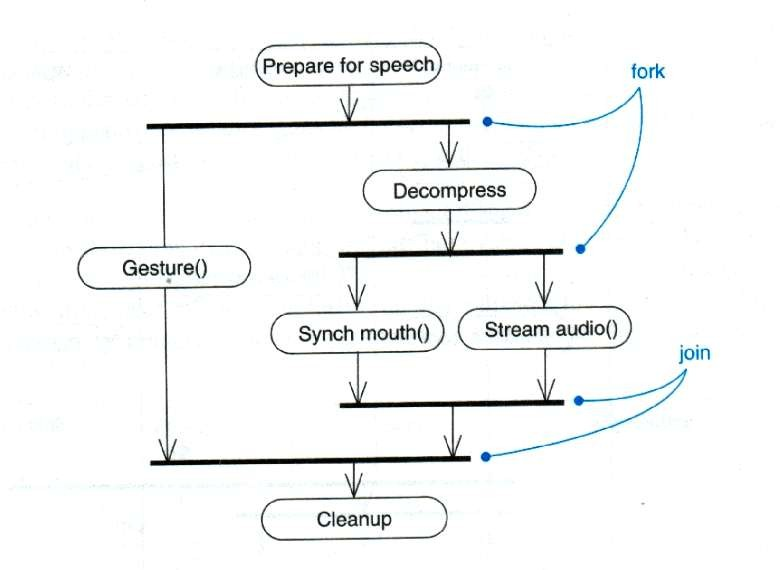 Prepare for speech
fork
Decompress
Gesture()
Synch mouth()
Stream audio()
join
Cleanup